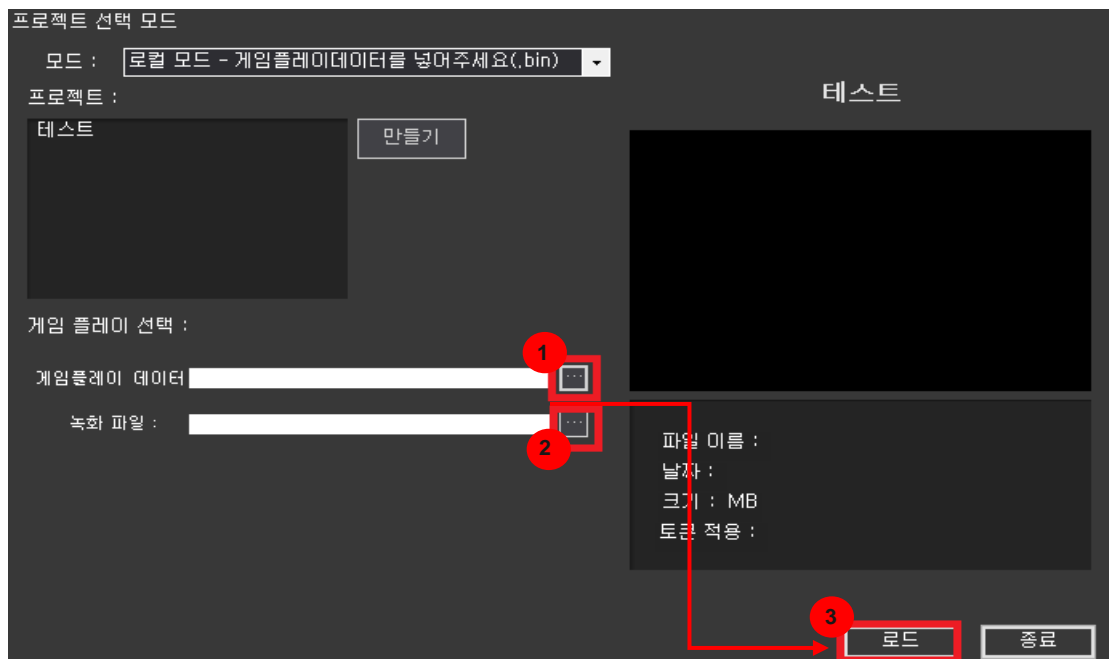 프로젝트 선택 모드
모드 : 로컬 모드 - 게임플레이데이터를 넣어주세요(.bin)
프로젝트 :
테스트
만들기
테스트
게임 플레이 선택 :
1
게임플레이 데이터
...
녹화 파일 :
...
2
파일 이름 :
날짜 :
크기 : MB
토큰 적용 :
3
로드
종료